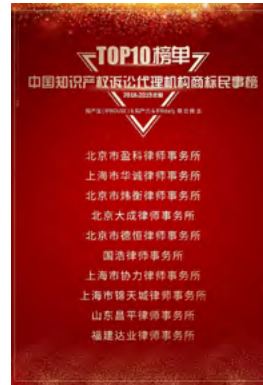 TOP10榜单
中国知识产权诉讼代理机构商标民事榜
北京市盈科律师事务所
上海市华诚律师事务所
北京市炜衡律师事务所
北京大成律师事务所
北京市德恒律师事务所
国浩律师事务所
上海市协力律师事务所
上海市锦天城律师事务所
山东昌平律师事务所
福建达业律师事务所